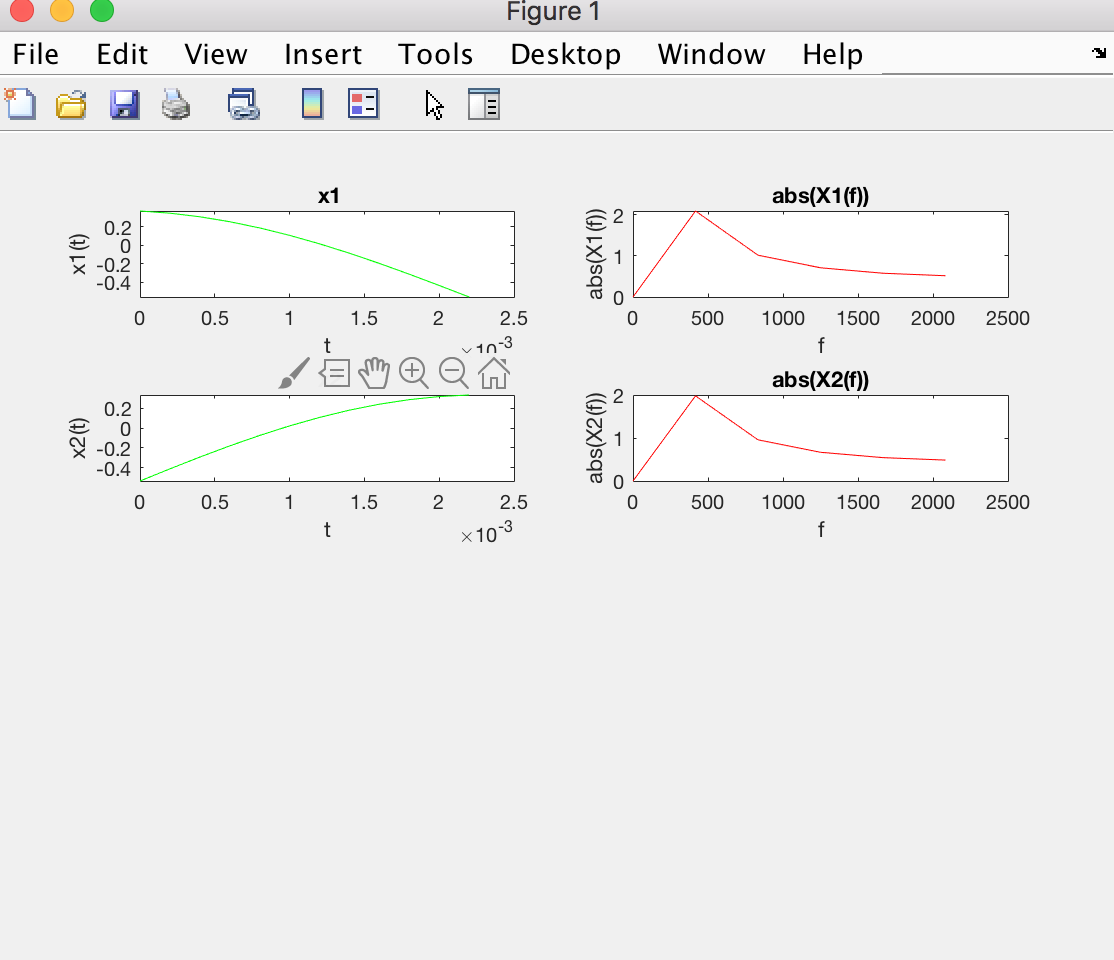 Figure 1
File Edit View Insert Tools Desktop Window Help
x1
x1(t)
0.2
0
-0.2
-0.4
0 0.5 1 1.5 2 2.5
t
×10-3
abs(X1(f))
abs(X1(f))
2
1
0
0 500 1000 1500 2000 2500
f
x2(t)
0.2
0
-0.2
-0.4
0 0.5 1 1.5 2 2.5
t
×10-3
abs(X2(f))
abs(X2(f))
2
1
0
0 500 1000 1500 2000 2500
f